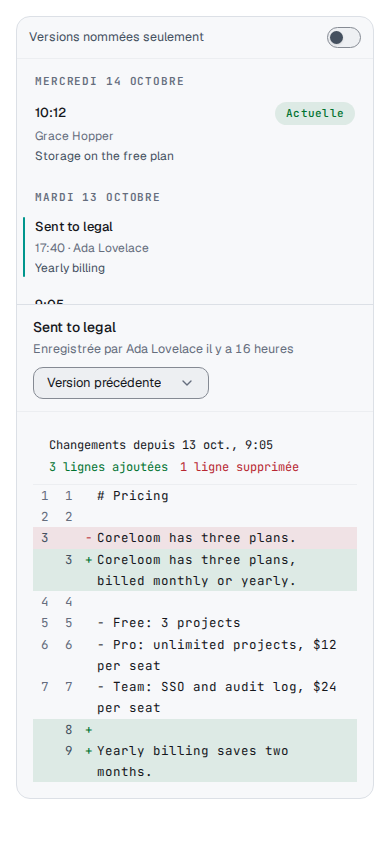 Versions nommées seulement
MERCREDI 14 OCTOBRE
10:12
Actuelle
Grace Hopper
Storage on the free plan
MARDI 13 OCTOBRE
Sent to legal
17:40 · Ada Lovelace
Yearly billing
9:05
Sent to legal
Enregistrée par Ada Lovelace il y a 16 heures
Version précédente
Changements depuis 13 oct., 9:05
3 lignes ajoutées 1 ligne supprimée
1 1 # Pricing
2 2
3 - Coreloom has three plans.
3 + Coreloom has three plans,
billed monthly or yearly.
4 4
5 5 - Free: 3 projects
6 6 - Pro: unlimited projects, $12
per seat
7 7 - Team: SSO and audit log, $24
per seat
8 +
9 + Yearly billing saves two
months.